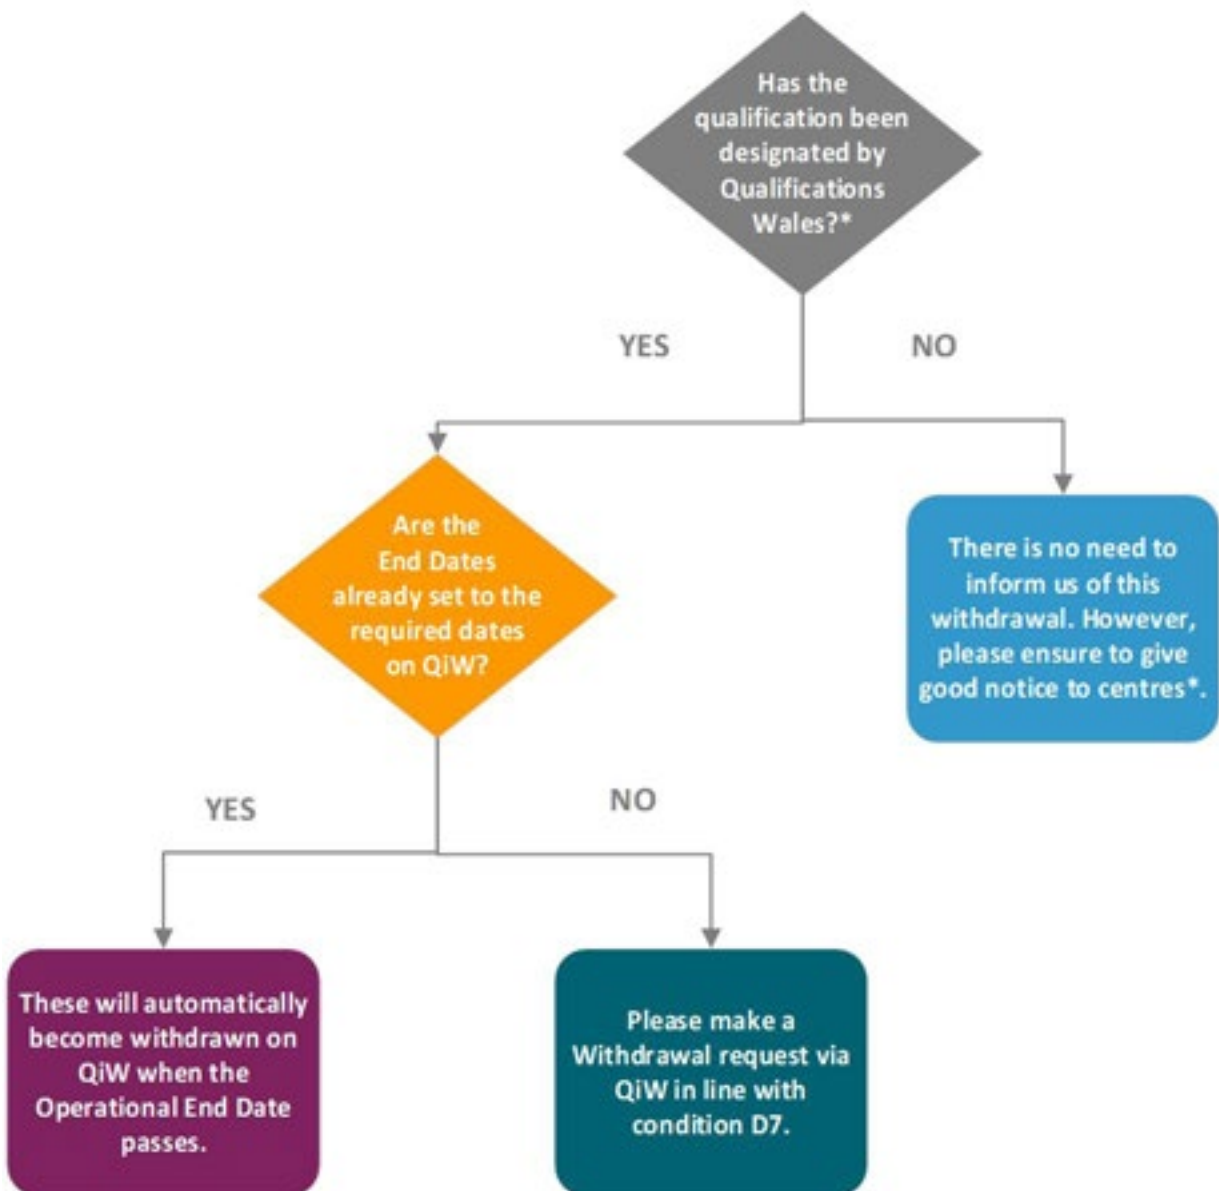 Has the
qualification been
designated by
Qualifications
Wales?*
YES
NO
Are the
End Dates
already set to the
required dates
on QiW?
There is no need to
inform us of this
withdrawal. However,
please ensure to give
good notice to centres*.
YES
NO
These will automatically
become withdrawn on
QiW when the
Operational End Date
passes.
Please make a
Withdrawal request via
QiW in line with
condition D7.